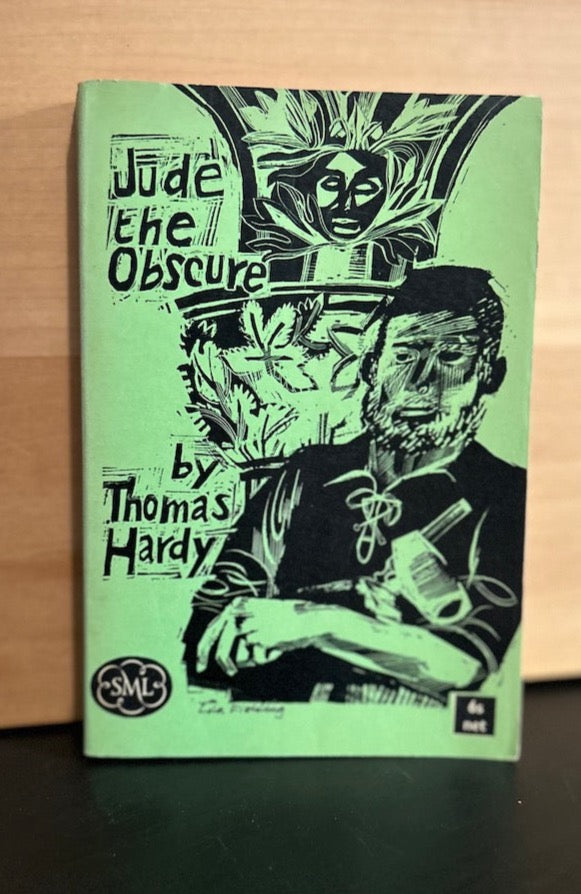 Jude
the
Obscure
by
Thomas
Hardy
SML
6s
net